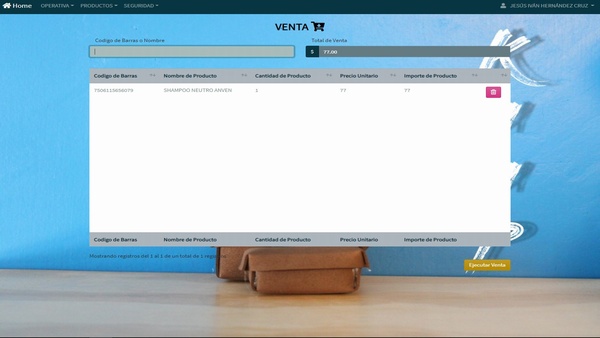 Home OPERATIVA PRODUCTOS SEGURIDAD JESÚS IVÁN HERNÁNDEZ CRUZ
VENTA
Codigo de Barras o Nombre Total de Venta
$ 77.00
Codigo de Barras Nombre de Producto Cantidad de Producto Precio Unitario Importe de Producto
SHAMPOO NEUTRO ANVEN 1 77 77
Codigo de Barras Nombre de Producto Cantidad de Producto Precio Unitario Importe de Producto
Mostrando registros del 1 al 1 de un total de 1 registros
Ejecutar Venta